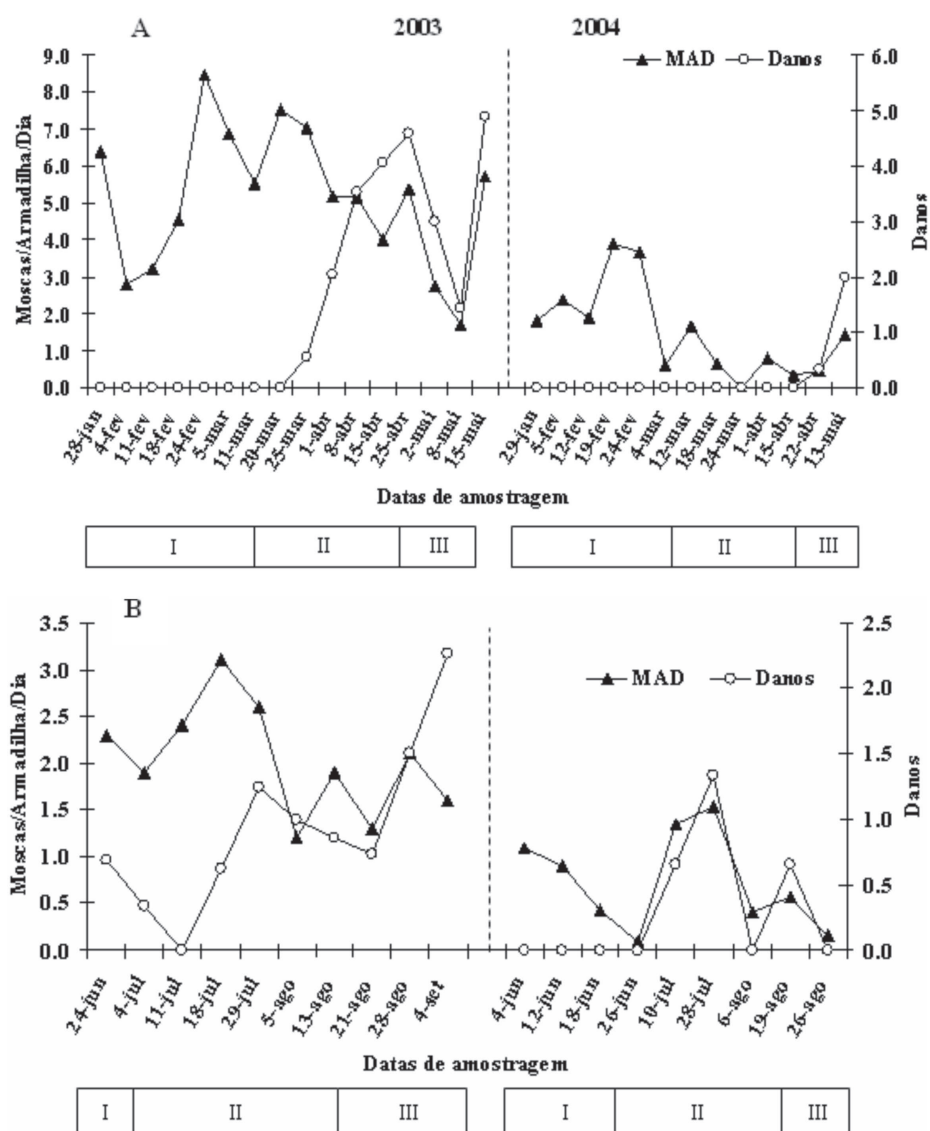 A 2003 2004
MAD Danos
Moscas/Armadilha/Dia
9.0
8.0
7.0
6.0
5.0
4.0
3.0
2.0
1.0
0.0
6.0
5.0
4.0
3.0
2.0
1.0
0.0
Danos
28-jan 4-fev 11-fev 18-fev 24-fev 5-mar 11-mar 20-mar 25-mar 1-abr 8-abr 15-abr 25-abr 2-mai 8-mai 15-mai 29-jan 5-fev 12-fev 19-fev 24-fev 4-mar 12-mar 18-mar 24-mar 1-abr 15-abr 22-abr 13-mai
Datas de amostragem
I II III I II III
B
MAD Danos
Moscas/Armadilha/Dia
3.5
3.0
2.5
2.0
1.5
1.0
0.5
0.0
2.5
2.0
1.5
1.0
0.5
0.0
Danos
24-jun 4-jul 11-jul 18-jul 29-jul 5-ago 13-ago 21-ago 28-ago 4-set 4-jun 12-jun 18-jun 26-jun 10-jul 28-jul 6-ago 19-ago 26-ago
Datas de amostragem
I II III I II III